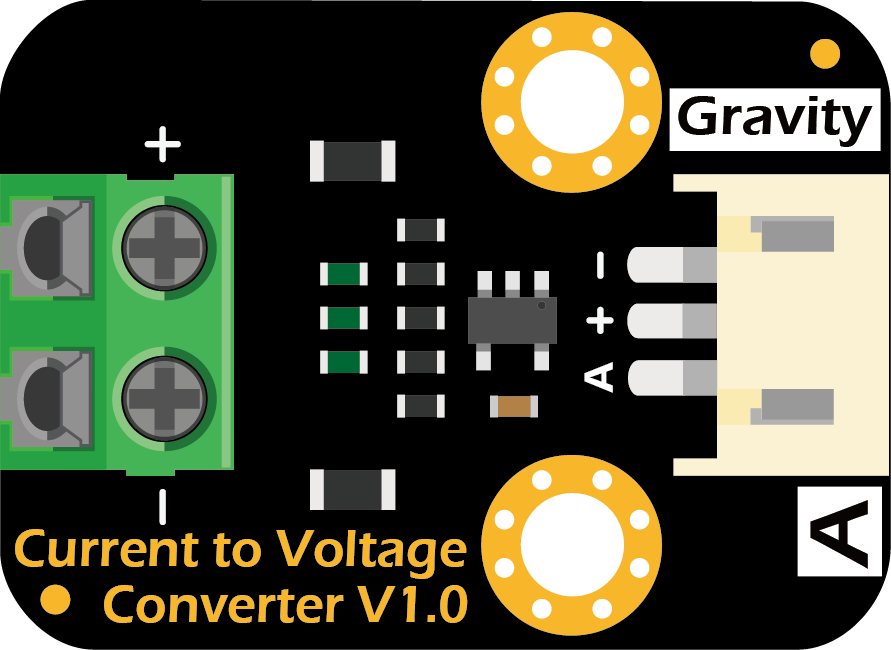 +
Gravity
-
+
A
-
A
Current to Voltage
Converter V1.0